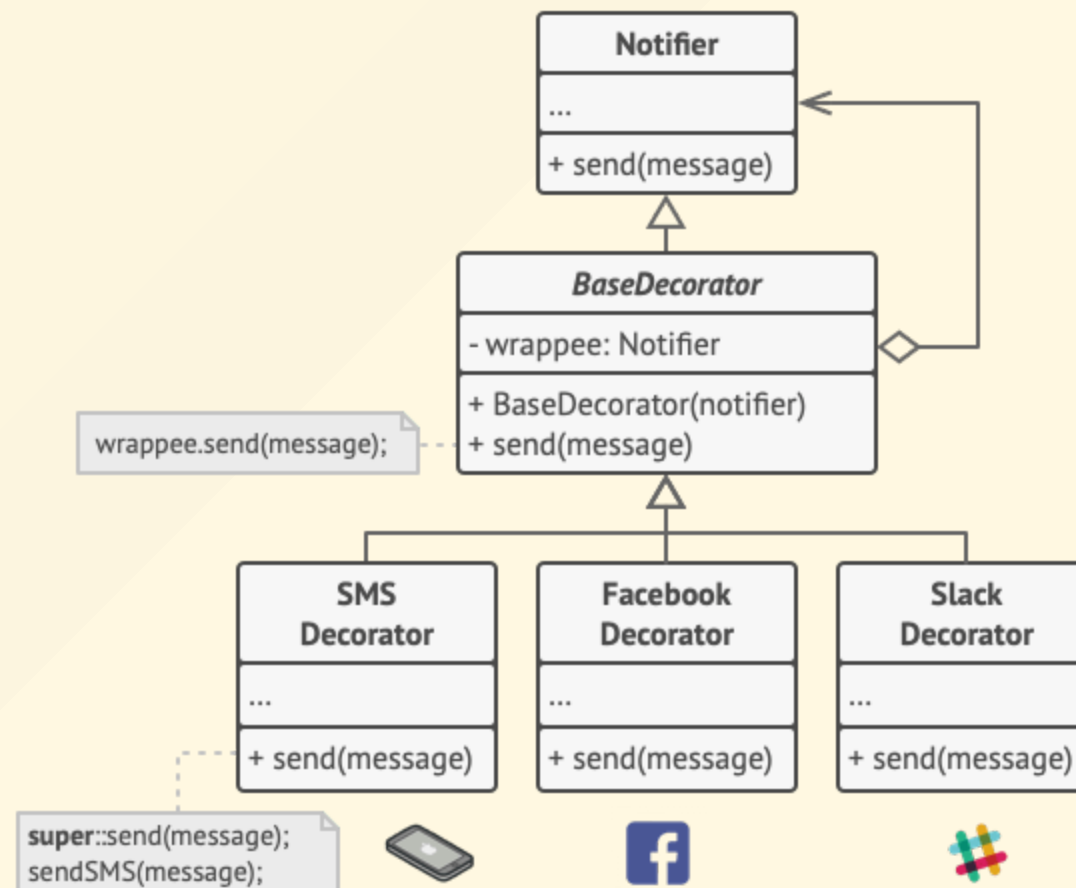 Notifier
...
+ send(message)
BaseDecorator
- wrappee: Notifier
+ BaseDecorator(notifier)
+ send(message)
wrappee.send(message);
SMS
Decorator
...
+ send(message)
Facebook
Decorator
...
+ send(message)
Slack
Decorator
...
+ send(message)
super::send(message);
sendSMS(message);